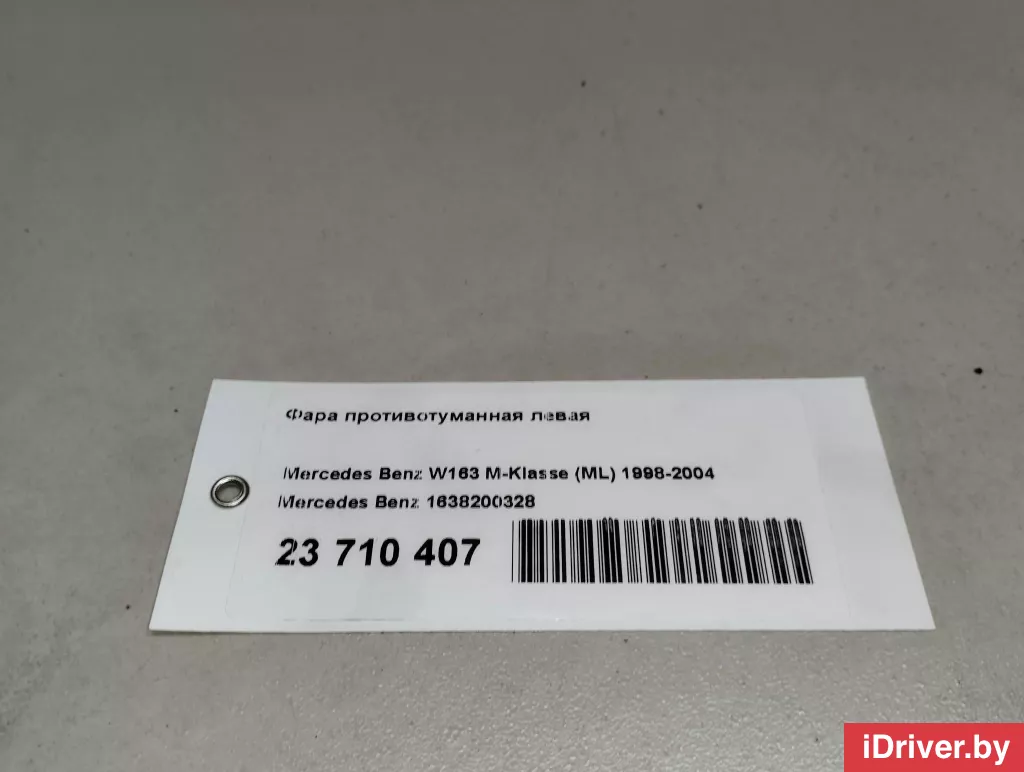 Фара противотуманная левая
Mercedes Benz W163 M-Klasse (ML) 1998-2004
Mercedes Benz 1638200328
23 710 407
iDriver.by